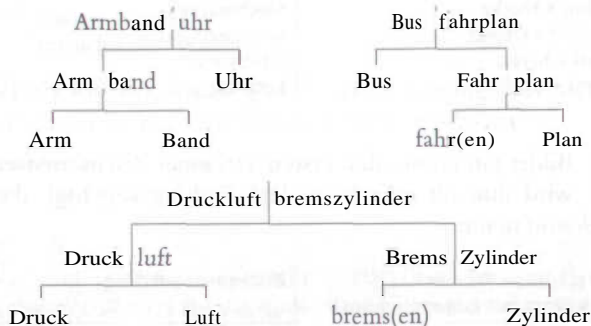 Armband uhr Bus fahrplan
Arm band Uhr Bus Fahr plan
Arm Band fahr(en) Plan
Druckluft bremszylinder
Druck luft Brems Zylinder
Druck Luft brems(en) Zylinder